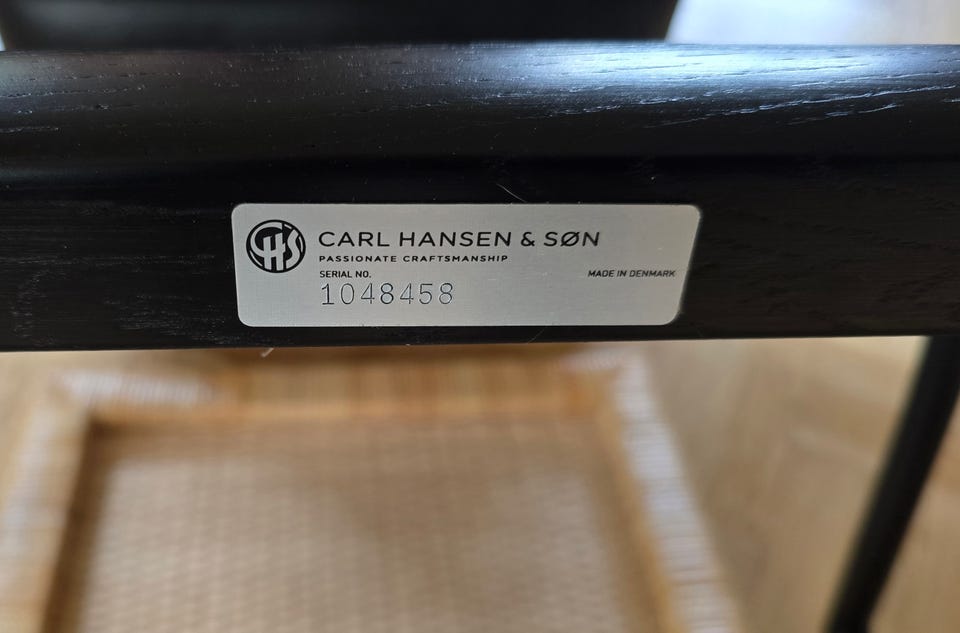 CHS
CARL HANSEN & SØN
PASSIONATE CRAFTSMANSHIP
SERIAL NO.
MADE IN DENMARK
1048458